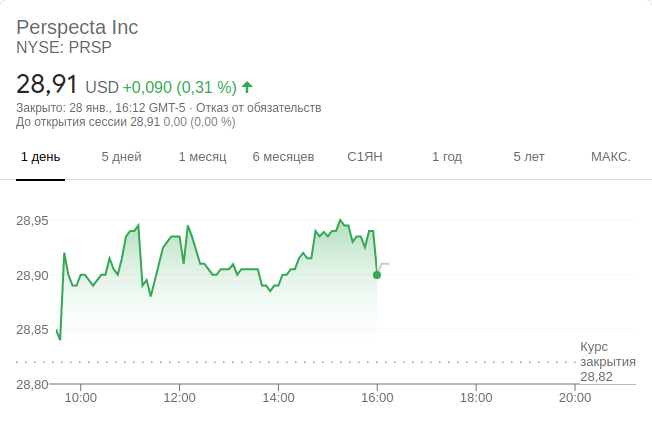 Perspecta Inc
NYSE: PRSP
28,91 USD +0,090 (0,31 %)
Закрыто: 28 янв., 16:12 GMT-5 · Отказ от обязательств
До открытия сессии 28,91 0,00 (0,00 %)
1 день 5 дней 1 месяц 6 месяцев С1ЯН 1 год 5 лет МАКС.
28,95
28,90
28,85
Курс
закрытия
28,82
28,80
10:00 12:00 14:00 16:00 18:00 20:00